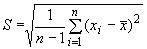 S = √( 1/(n-1) ∑_{i=1}^{n} (x_i - x̅)² )